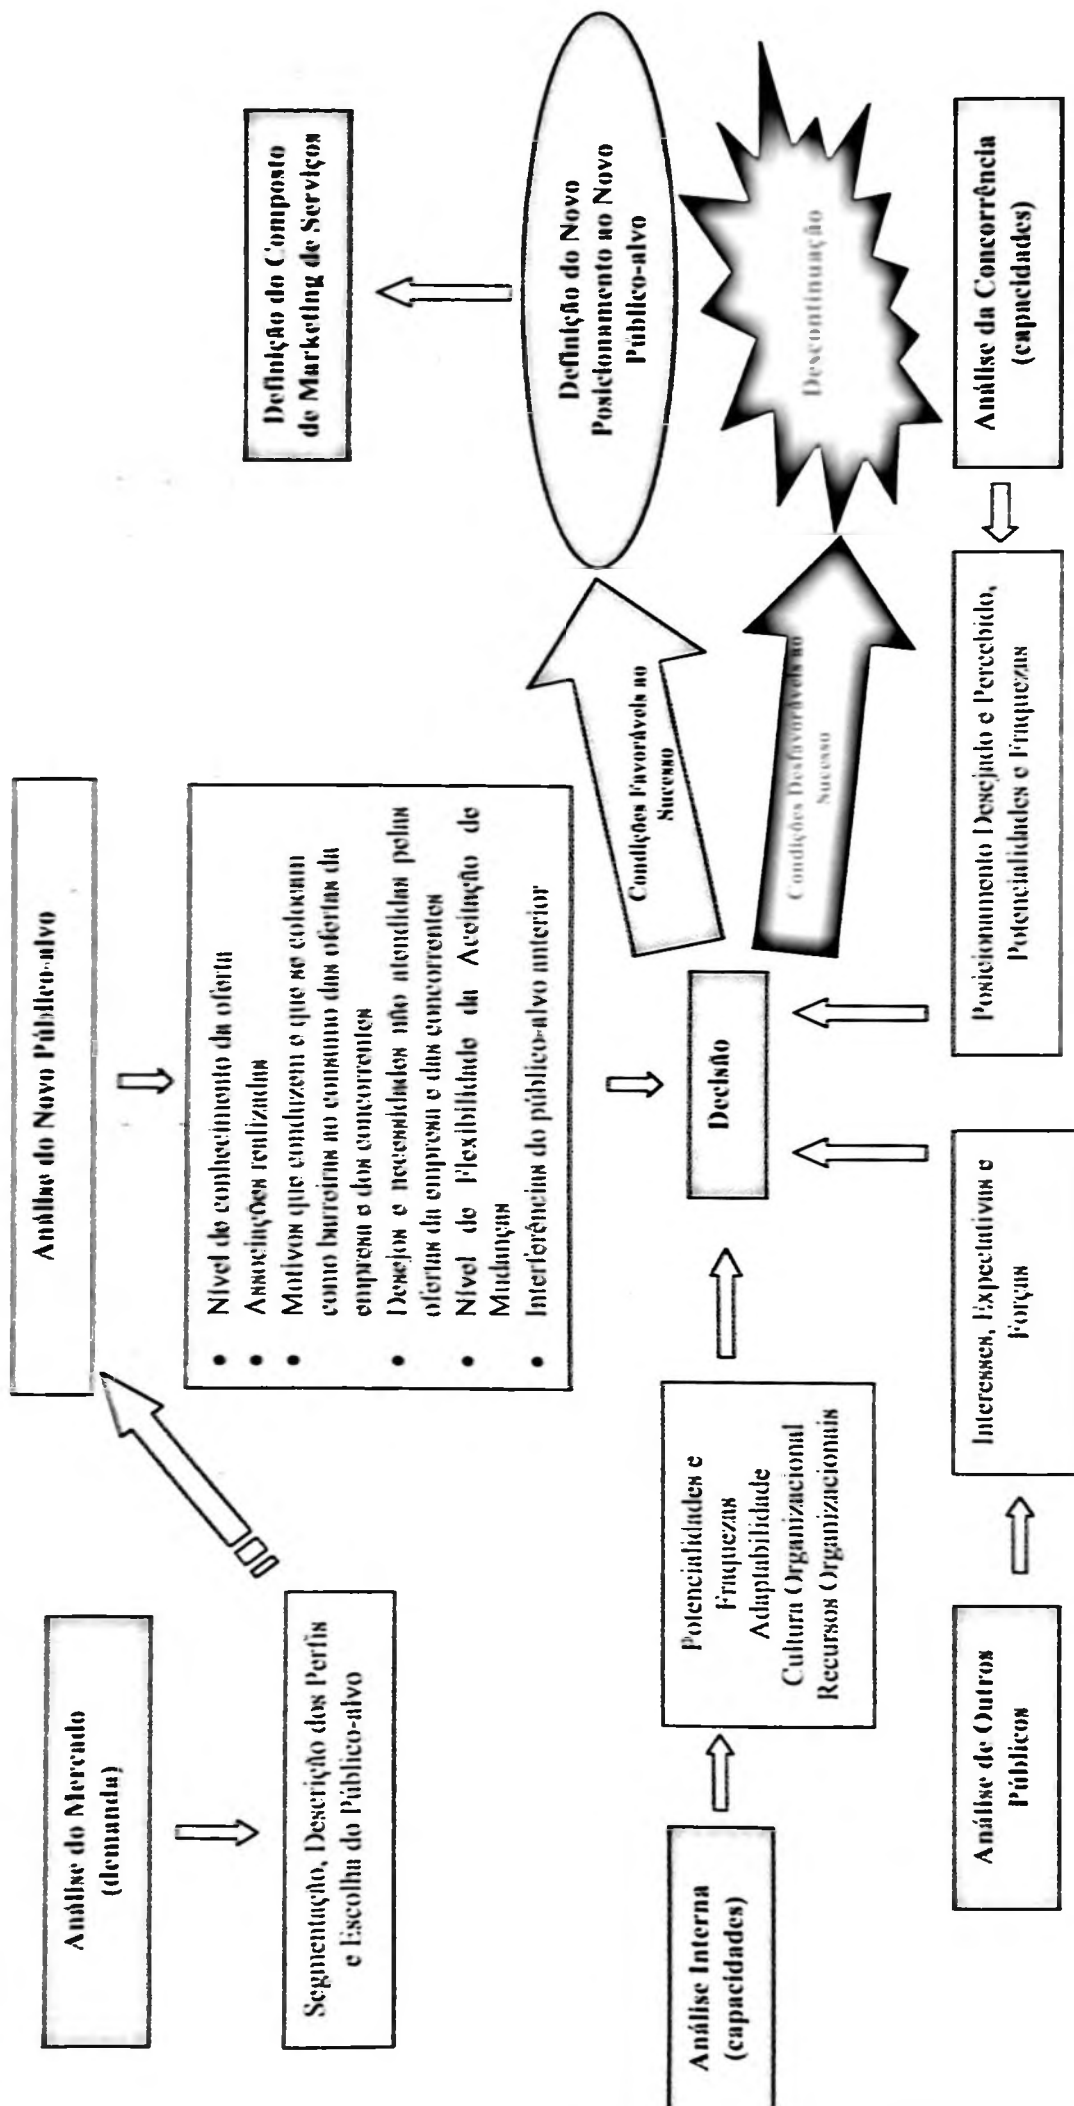 Análise do Mercado
(demanda)
Segmentação, Descrição dos Perfis
e Escolha do Público-alvo
Análise do Novo Público-alvo
• Nível de conhecimento da oferta
• Associações realizadas
• Motivos que conduzem e que se colocam
como barreiras ao consumo das ofertas da
empresa e dos concorrentes
• Desejos e necessidades não atendidas pelas
ofertas da empresa e das concorrentes
• Nível de Flexibilidade da Aceitação de
Mudanças
• Interferências do público-alvo anterior
Definição do Composto
de Marketing de Serviços
Definição do Novo
Posicionamento ao Novo
Público-alvo
Condições Favoráveis ao
Sucesso
Decisão
Condições Desfavoráveis ao
Sucesso
Descontinuação
Análise Interna
(capacidades)
Potencialidades e
Fraquezas
Adaptabilidade
Cultura Organizacional
Recursos Organizacionais
Análise de Outros
Públicos
Interesses, Expectativas e
Forças
Posicionamento Desejado e Percebido,
Potencialidades e Fraquezas
Análise da Concorrência
(capacidades)